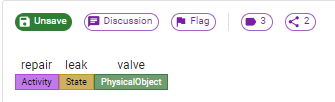 Unsave Discussion Flag 3 2
repair leak valve
Activity State PhysicalObject